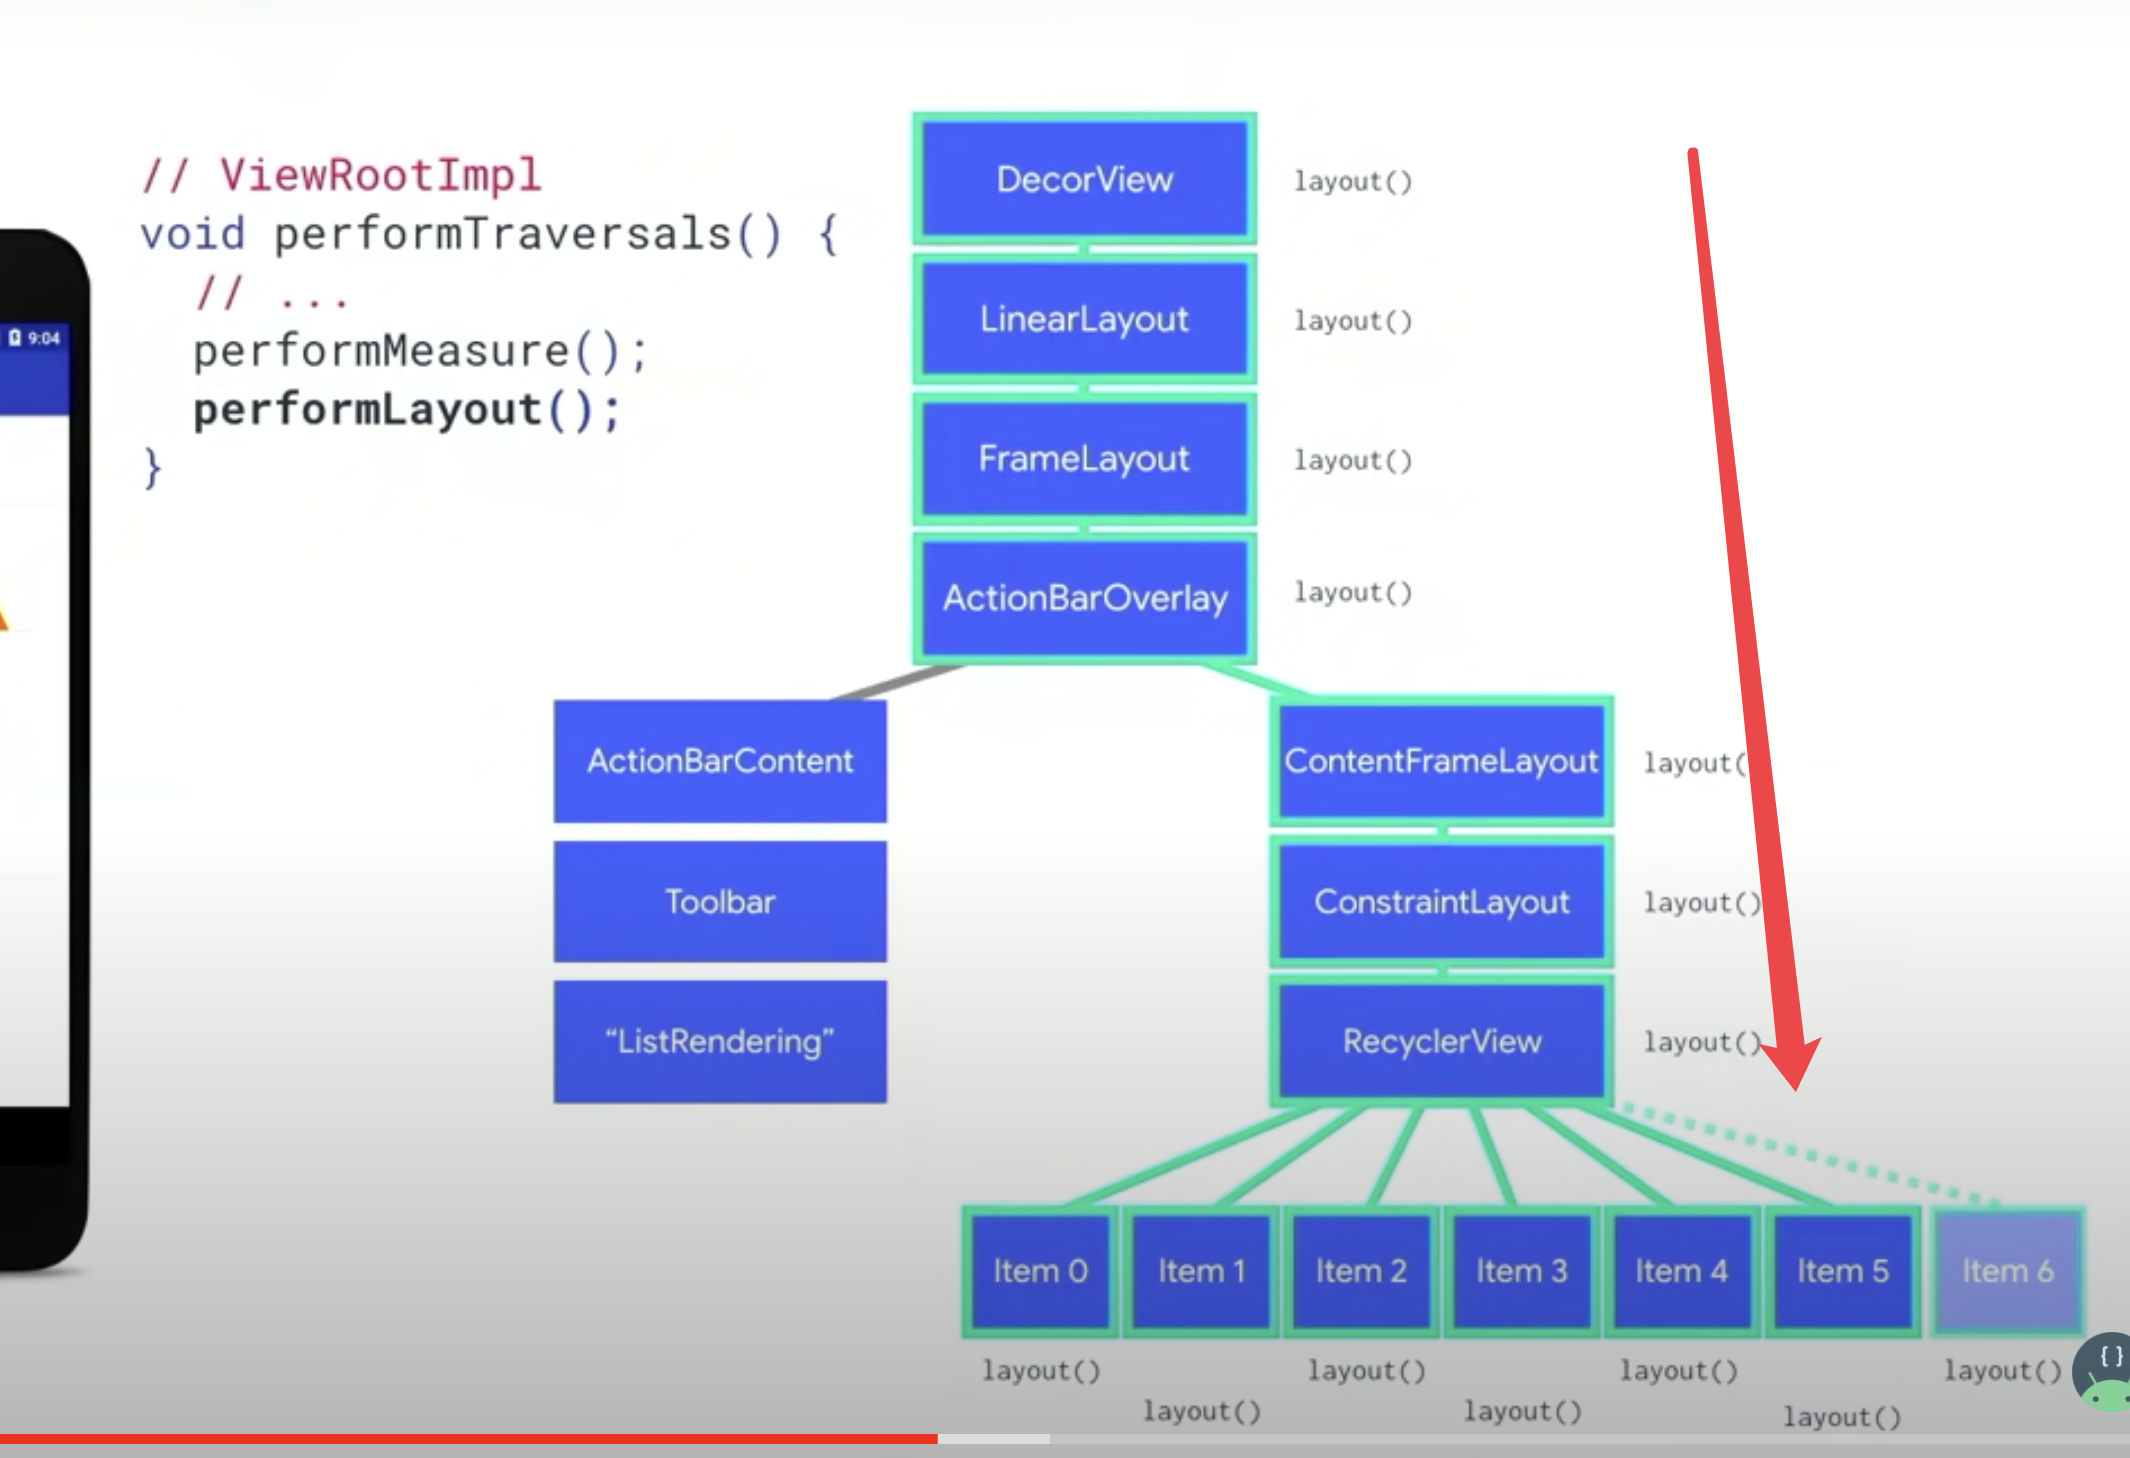 // ViewRootImpl
void performTraversals() {
// ...
performMeasure();
performLayout();
}
9:04
DecorView
layout()
LinearLayout
layout()
FrameLayout
layout()
ActionBarOverlay
layout()
ActionBarContent
ContentFrameLayout
layout(
Toolbar
ConstraintLayout
layout()
“ListRendering”
RecyclerView
layout()
Item 0
Item 1
Item 2
Item 3
Item 4
Item 5
Item 6
layout()
layout()
layout()
layout()
layout()
layout()
layout()
{}